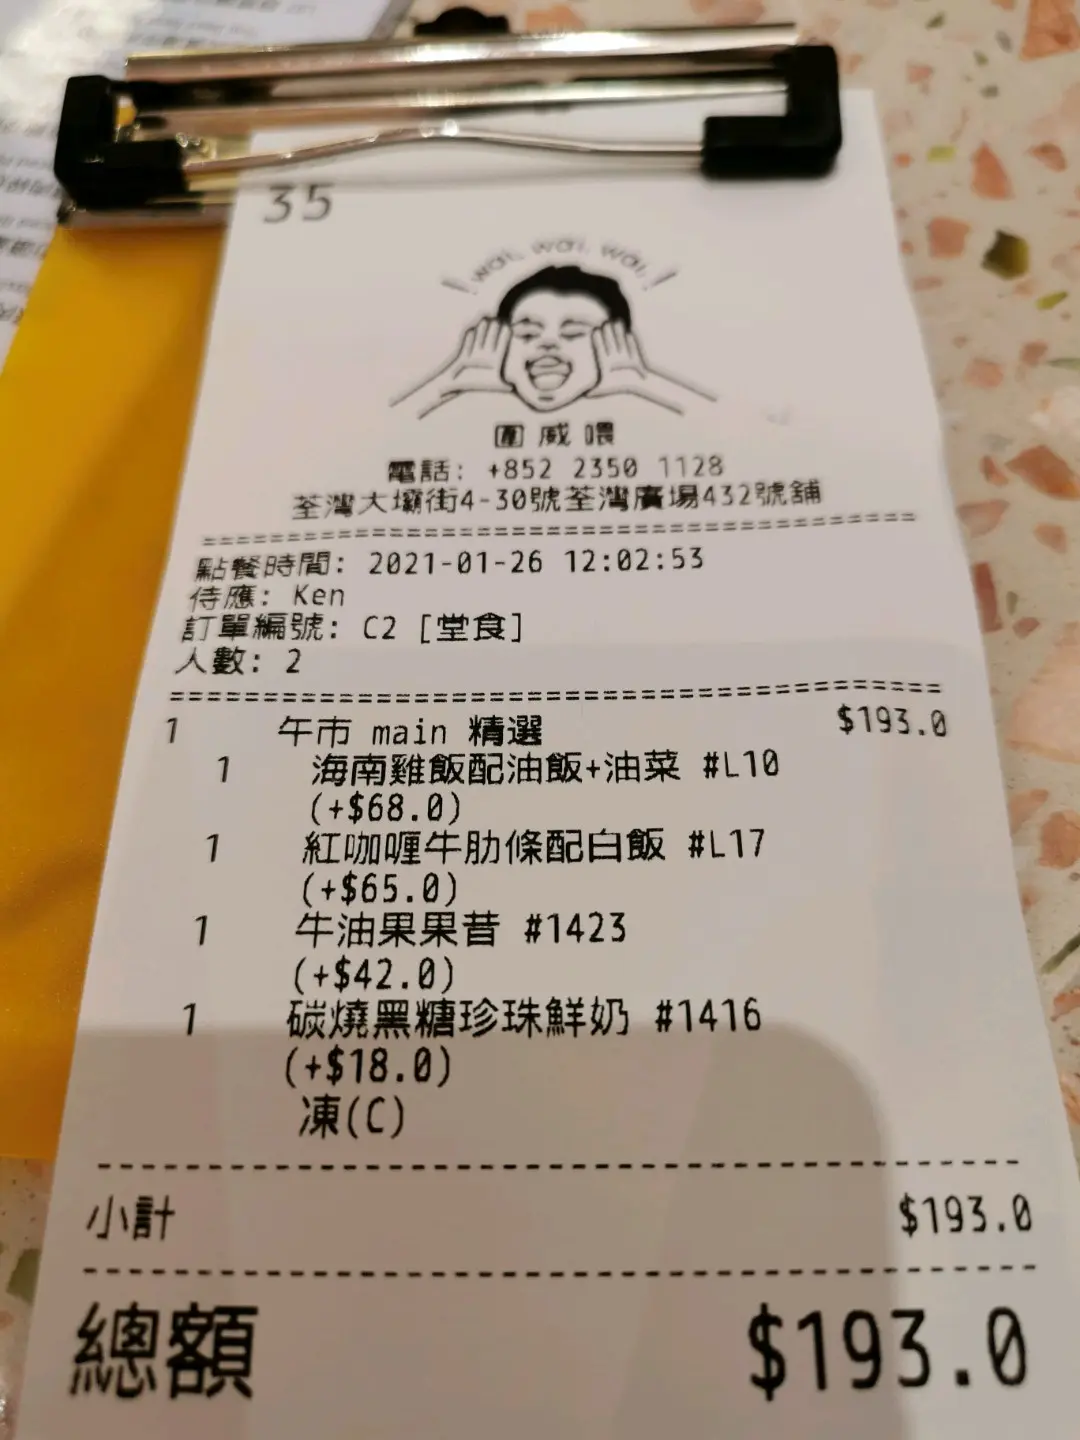 35
wai, wai, wai,
圍威喂
電話: +852 2350 1128
荃灣大壩街4-30號荃灣廣場432號舖
點餐時間: 2021-01-26 12:02:53
侍應: Ken
訂單編號: C2 [堂食]
人數: 2
1 午市 main 精選 $193.0
1 海南雞飯配油飯+油菜 #L10
(+$68.0)
1 紅咖喱牛肋條配白飯 #L17
(+$65.0)
1 牛油果果昔 #1423
(+$42.0)
1 碳燒黑糖珍珠鮮奶 #1416
(+$18.0)
凍(C)
小計 $193.0
總額 $193.0